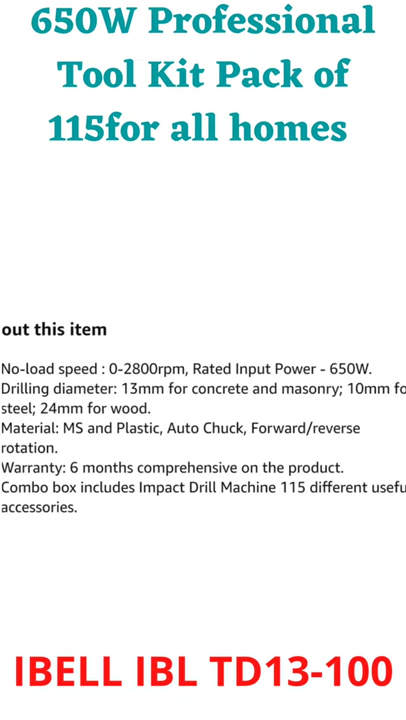 650W Professional
Tool Kit Pack of
115for all homes
out this item
No-load speed : 0-2800rpm, Rated Input Power - 650W.
Drilling diameter: 13mm for concrete and masonry; 10mm fo
steel; 24mm for wood.
Material: MS and Plastic, Auto Chuck, Forward/reverse
rotation.
Warranty: 6 months comprehensive on the product.
Combo box includes Impact Drill Machine 115 different usefu
accessories.
IBELL IBL TD13-100